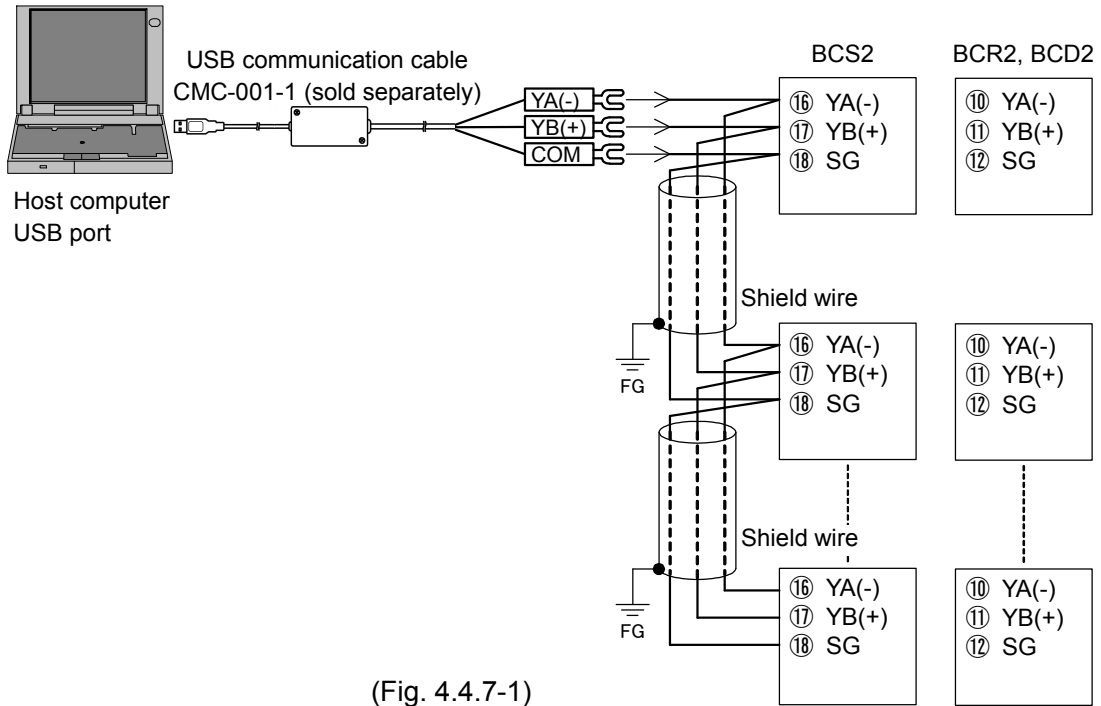 USB communication cable
CMC-001-1 (sold separately)
Host computer
USB port
YA(-)
YB(+)
COM
BCS2
⑯ YA(-)
⑰ YB(+)
⑱ SG
BCR2, BCD2
⑩ YA(-)
⑪ YB(+)
⑫ SG
Shield wire
FG
⑯ YA(-)
⑰ YB(+)
⑱ SG
⑩ YA(-)
⑪ YB(+)
⑫ SG
Shield wire
FG
⑯ YA(-)
⑰ YB(+)
⑱ SG
⑩ YA(-)
⑪ YB(+)
⑫ SG
(Fig. 4.4.7-1)